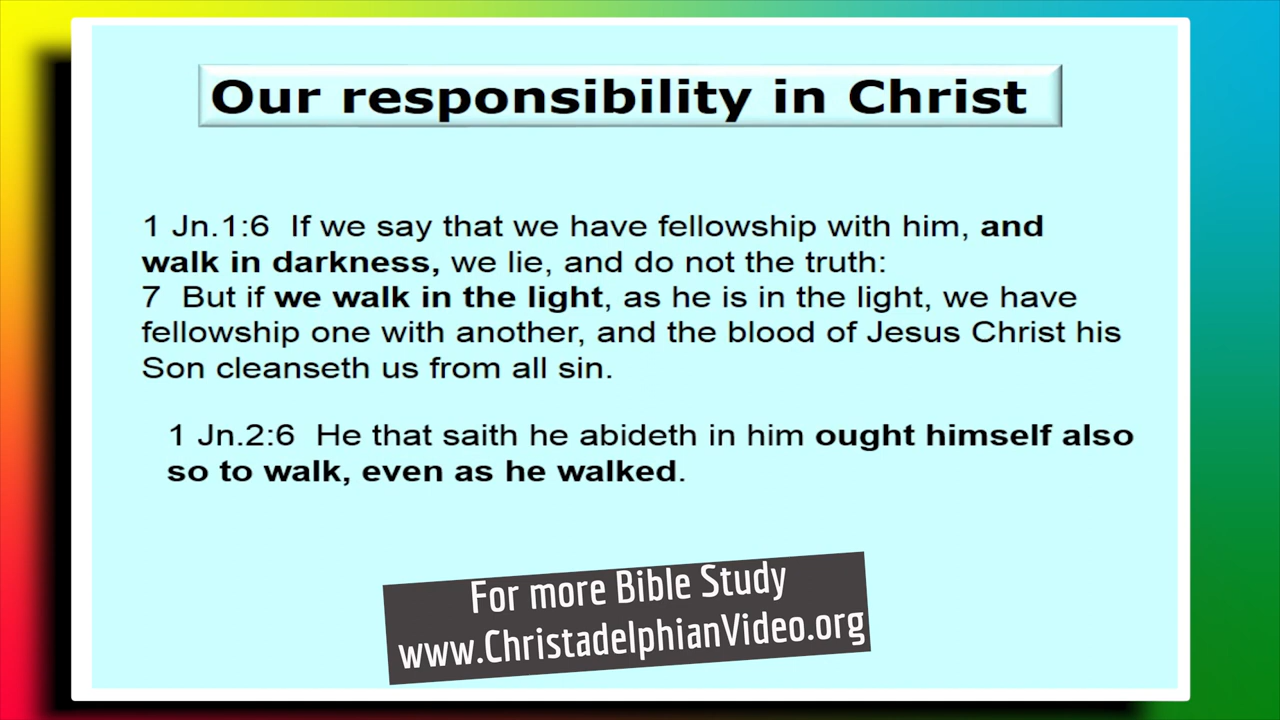 Our responsibility in Christ
1 Jn.1:6 If we say that we have fellowship with him, and
walk in darkness, we lie, and do not the truth:
7 But if we walk in the light, as he is in the light, we have
fellowship one with another, and the blood of Jesus Christ his
Son cleanseth us from all sin.
1 Jn.2:6 He that saith he abideth in him ought himself also
so to walk, even as he walked.
For more Bible Study
www.ChristadelphianVideo.org